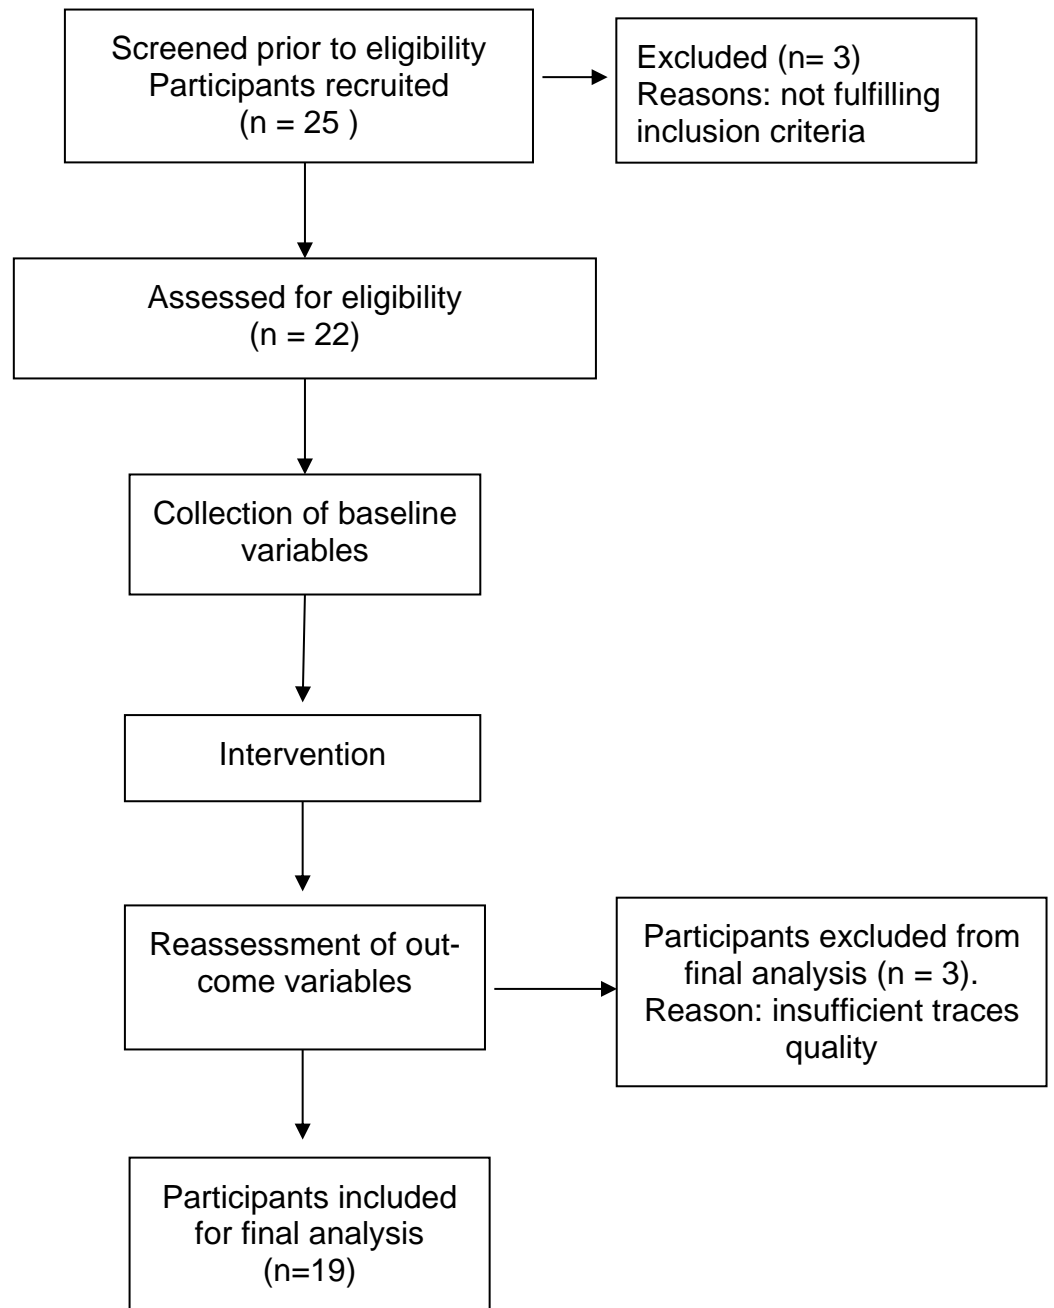 Screened prior to eligibility
Participants recruited
(n = 25 )
Excluded (n= 3)
Reasons: not fulfilling
inclusion criteria
Assessed for eligibility
(n = 22)
Collection of baseline
variables
Intervention
Reassessment of out-
come variables
Participants excluded from
final analysis (n = 3).
Reason: insufficient traces
quality
Participants included
for final analysis
(n=19)